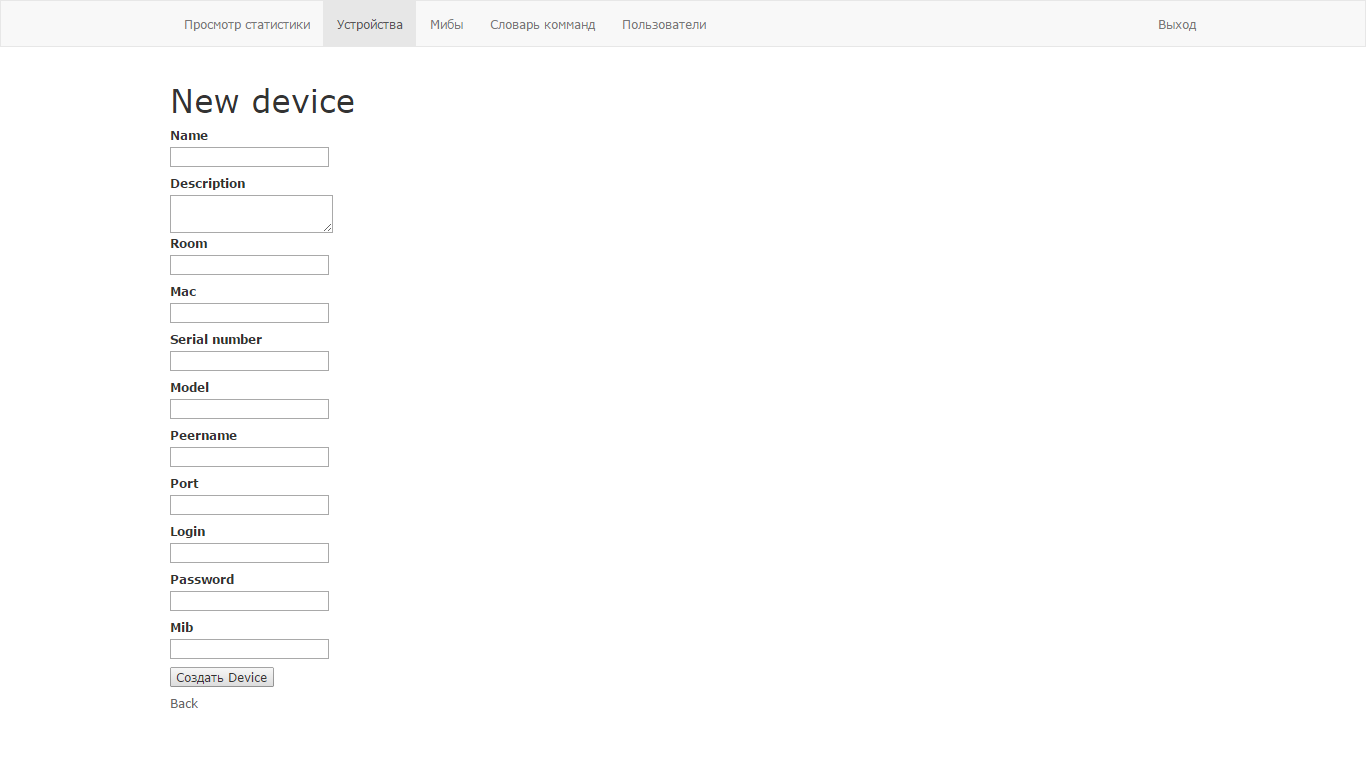 Просмотр статистики Устройства Мибы Словарь комманд Пользователи Выход
New device
Name
Description
Room
Mac
Serial number
Model
Peername
Port
Login
Password
Mib
Создать Device
Back